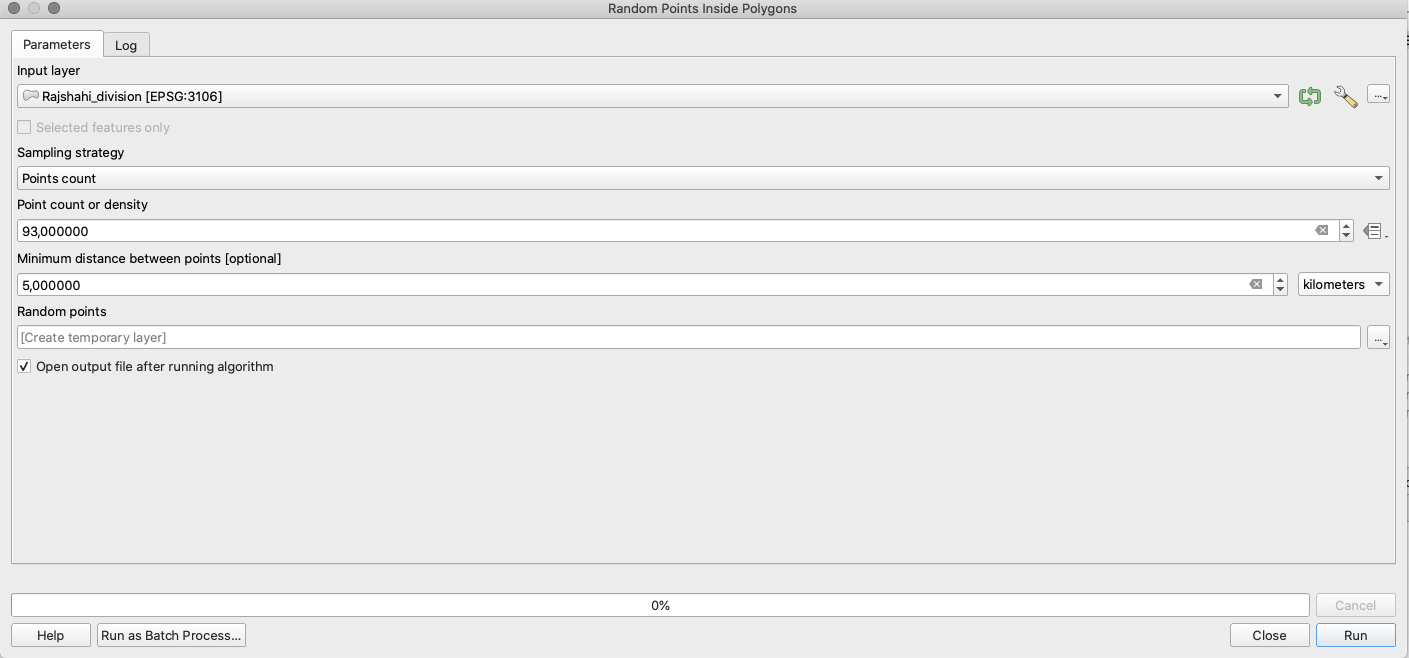 Random Points Inside Polygons
Parameters
Log
Input layer
Rajshahi_division [EPSG:3106]
...
Selected features only
Sampling strategy
Points count
Point count or density
93,000000
Minimum distance between points [optional]
5,000000
kilometers
Random points
[Create temporary layer]
...
Open output file after running algorithm
0%
Cancel
Help
Run as Batch Process...
Close
Run